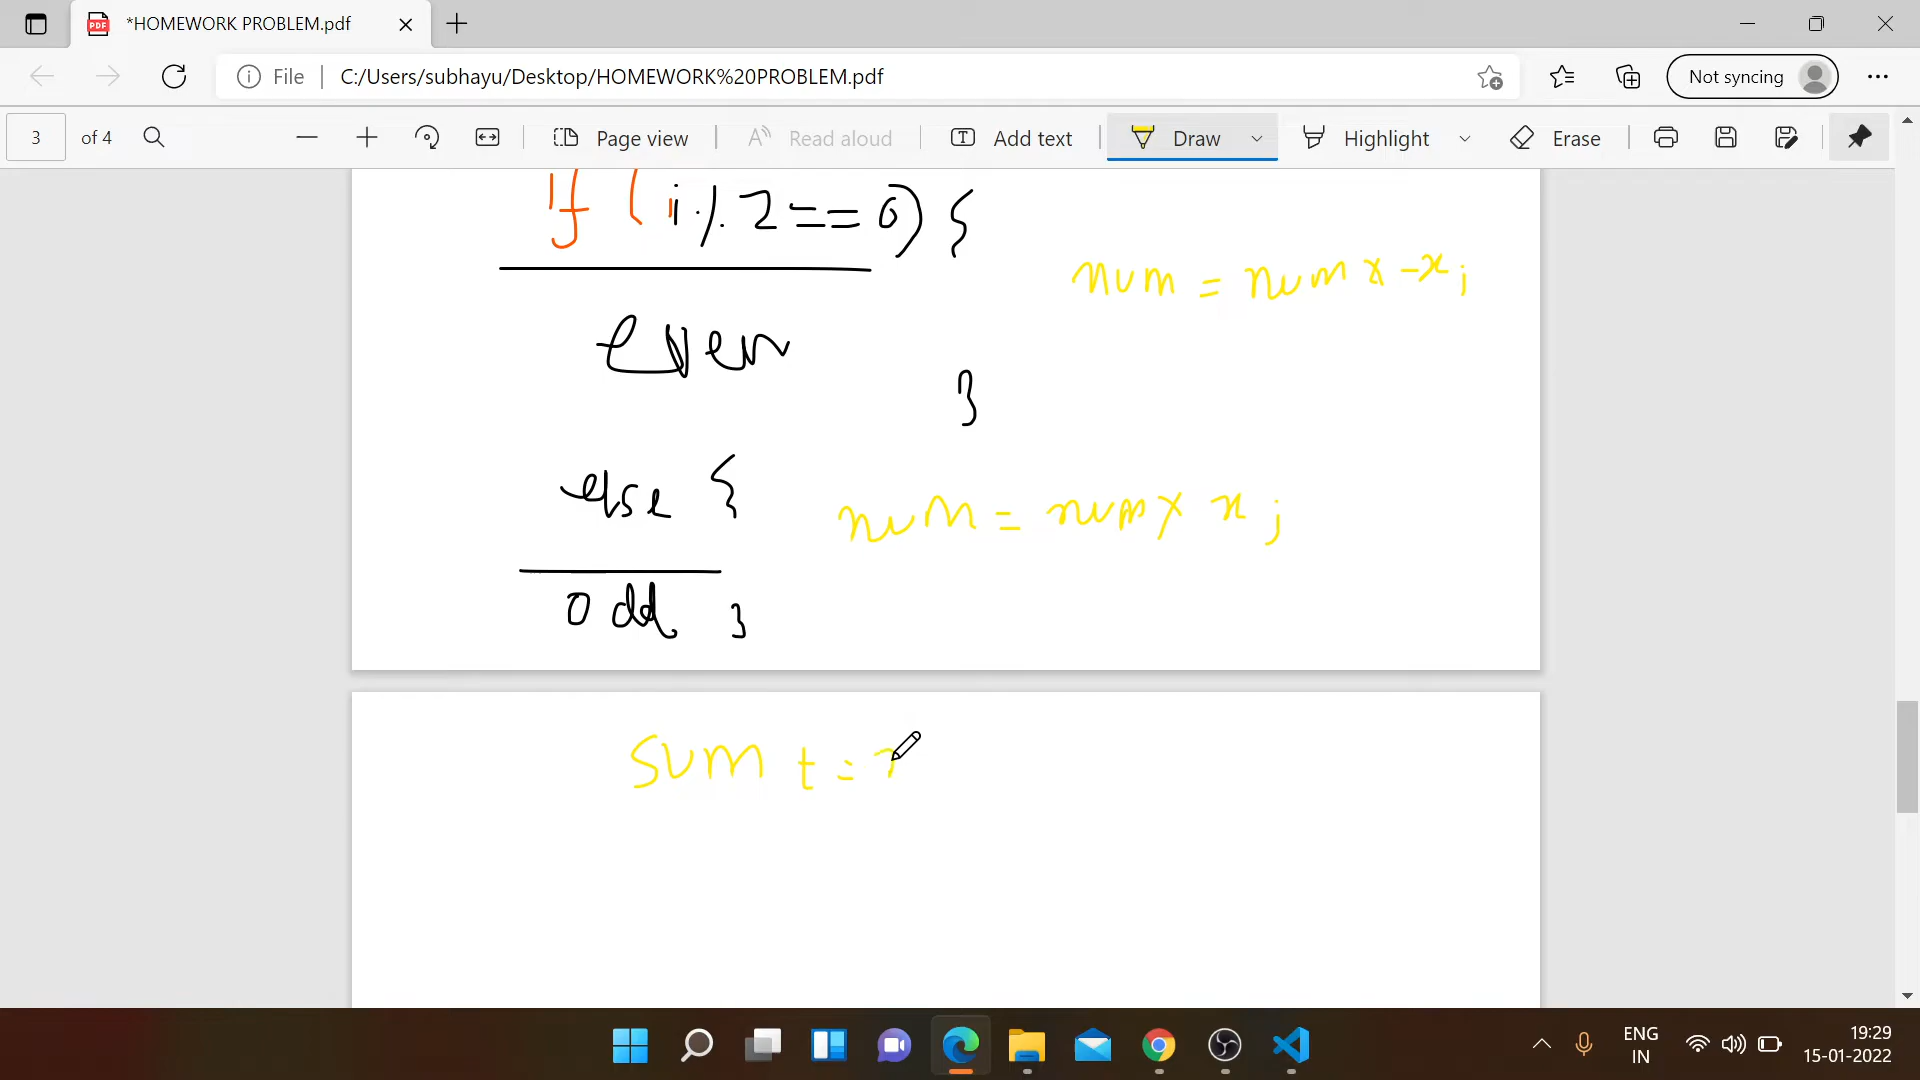 *HOMEWORK PROBLEM.pdf
File | C:/Users/subhayu/Desktop/HOMEWORK%20PROBLEM.pdf
Not syncing
3 of 4
Page view
Read aloud
Add text
Draw
Highlight
Erase
if (i % 2 == 0) {
num = num x -x;
even
}
else {
num = num x x;
odd }
sum t =
ENG
IN
19:29
15-01-2022